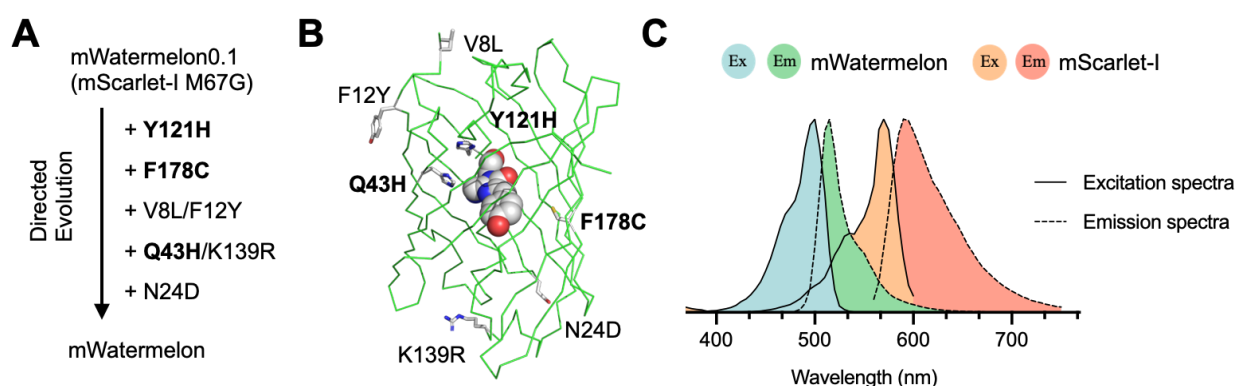 A
mWatermelon0.1
(mScarlet-I M67G)
Directed
Evolution
+ Y121H
+ F178C
+ V8L/F12Y
+ Q43H/K139R
+ N24D
mWatermelon
B
V8L
F12Y
Y121H
Q43H
F178C
N24D
K139R
C
Ex Em mWatermelon Ex Em mScarlet-I
Excitation spectra
Emission spectra
400 500 600 700
Wavelength (nm)